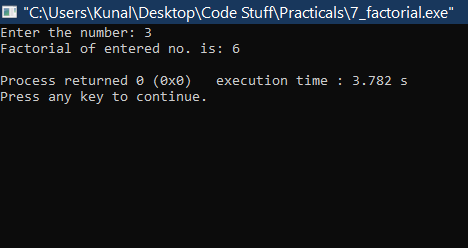 "C:\Users\Kunal\Desktop\Code Stuff\Practicals\7_factorial.exe"
Enter the number: 3
Factorial of entered no. is: 6
Process returned 0 (0x0)   execution time : 3.782 s
Press any key to continue.